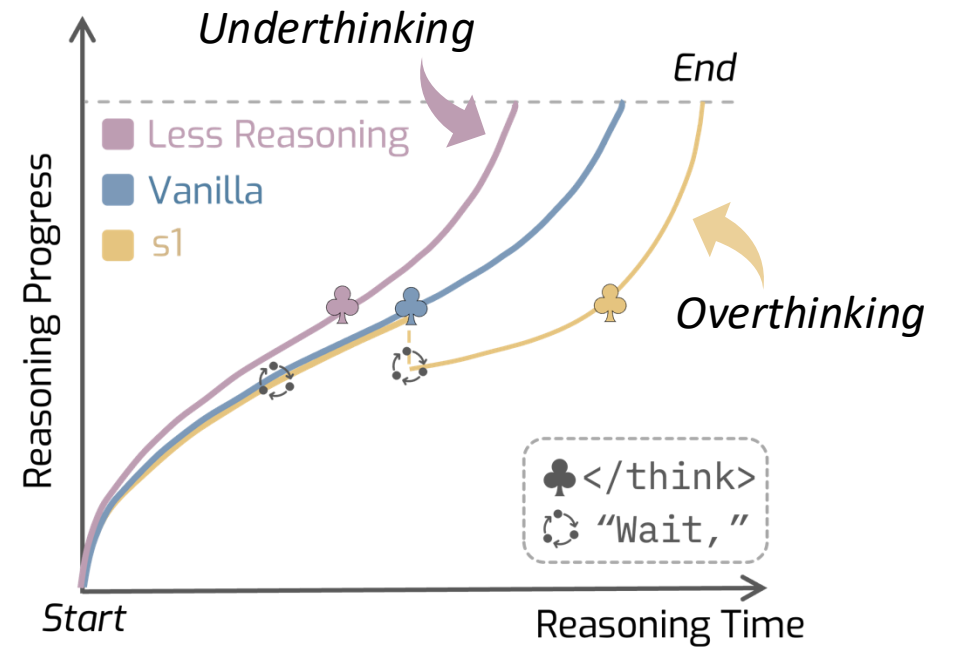 Underthinking
End
Less Reasoning
Vanilla
s1
Overthinking
Reasoning Progress
</think>
“Wait,”
Start
Reasoning Time